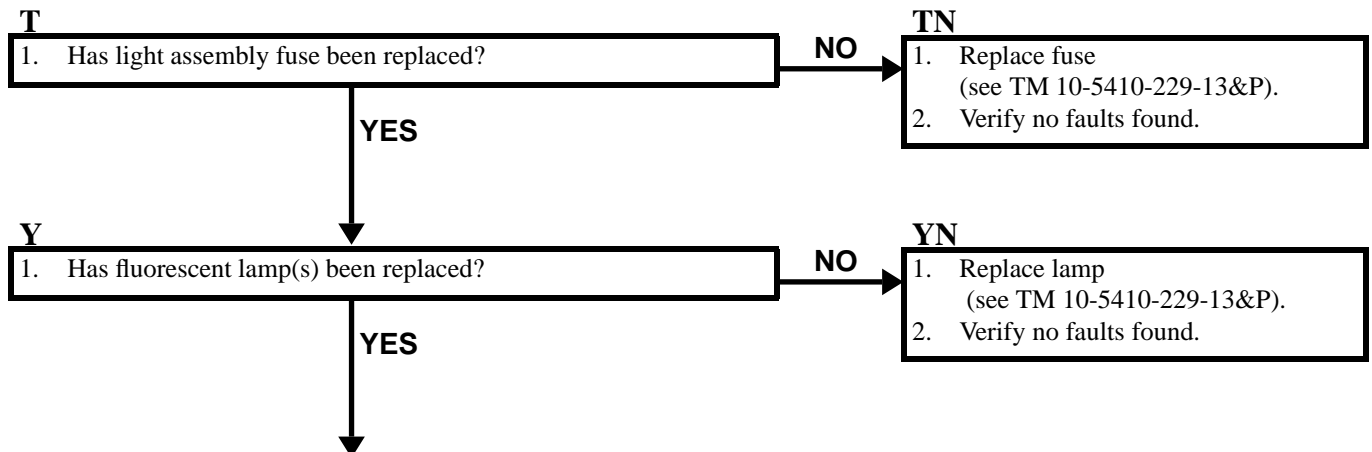 T
1. Has light assembly fuse been replaced?
NO
TN
1. Replace fuse
(see TM 10-5410-229-13&P).
2. Verify no faults found.
YES
Y
1. Has fluorescent lamp(s) been replaced?
NO
YN
1. Replace lamp
(see TM 10-5410-229-13&P).
2. Verify no faults found.
YES